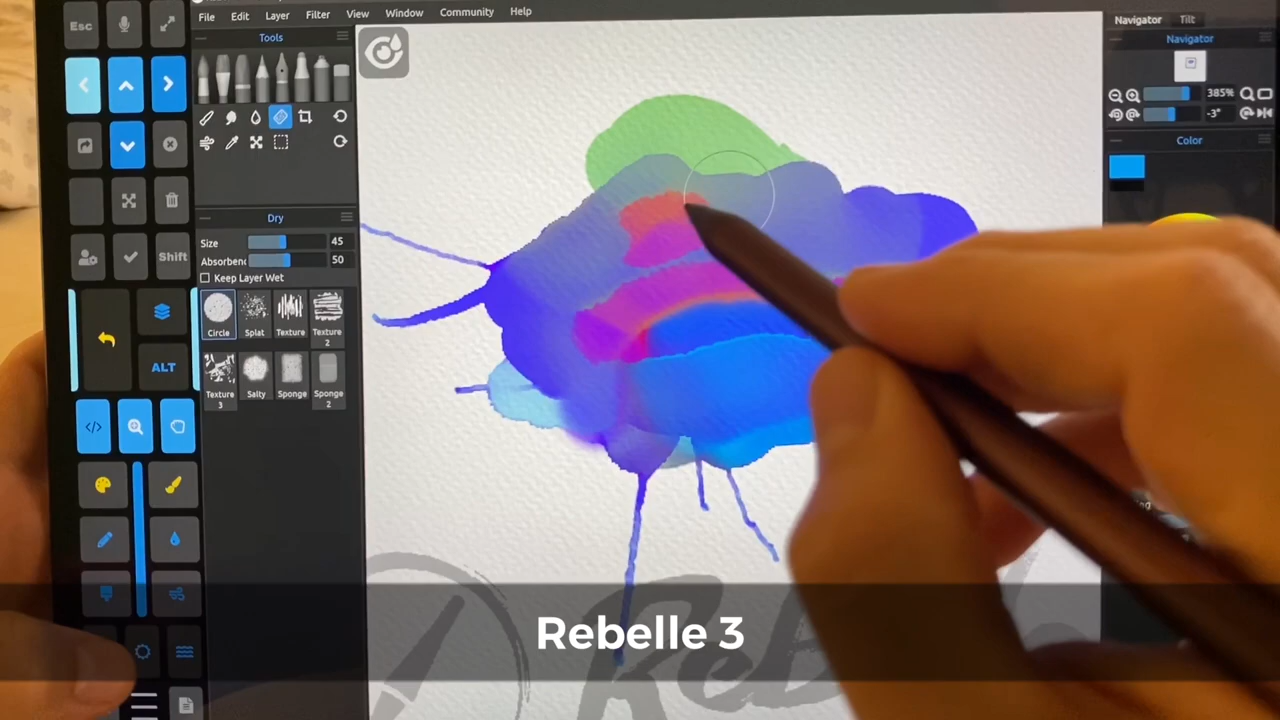 File Edit Layer Filter View Window Community Help
Esc
Tools
Navigator Tilt
Navigator
385%
-3°
Color
Dry
Size 45
Absorbenc 50
Keep Layer Wet
Shift
Circle Splat Texture Texture 2
ALT
Texture 3 Salty Sponge Sponge 2
</>
Rebelle 3